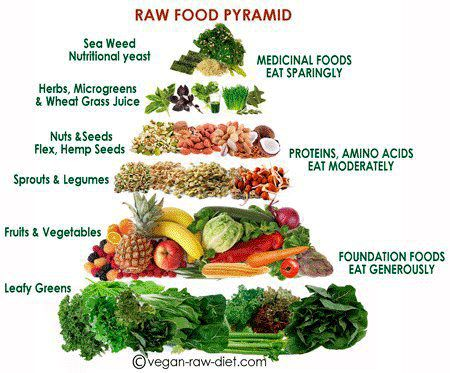 RAW FOOD PYRAMID
Sea Weed
Nutritional yeast
MEDICINAL FOODS
EAT SPARINGLY
Herbs, Microgreens
& Wheat Grass Juice
Nuts &Seeds
Flex, Hemp Seeds
PROTEINS, AMINO ACIDS
EAT MODERATELY
Sprouts & Legumes
Fruits & Vegetables
FOUNDATION FOODS
EAT GENEROUSLY
Leafy Greens
©vegan-raw-diet.com